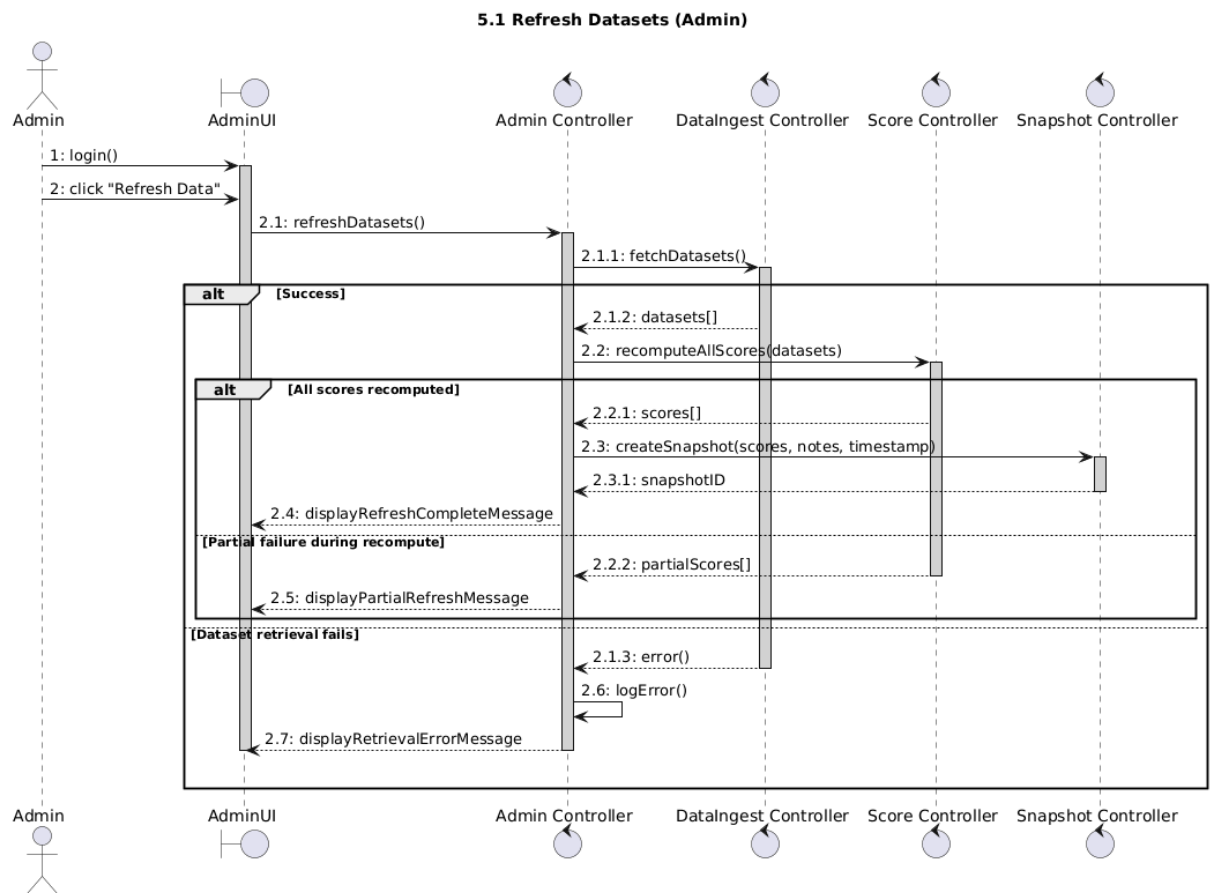 5.1 Refresh Datasets (Admin)
Admin
AdminUI
Admin Controller
DataIngest Controller
Score Controller
Snapshot Controller
1: login()
2: click "Refresh Data"
2.1: refreshDatasets()
2.1.1: fetchDatasets()
alt [Success]
2.1.2: datasets[]
2.2: recomputeAllScores(datasets)
alt [All scores recomputed]
2.2.1: scores[]
2.3: createSnapshot(scores, notes, timestamp)
2.3.1: snapshotID
2.4: displayRefreshCompleteMessage
[Partial failure during recompute]
2.2.2: partialScores[]
2.5: displayPartialRefreshMessage
[Dataset retrieval fails]
2.1.3: error()
2.6: logError()
2.7: displayRetrievalErrorMessage
Admin
AdminUI
Admin Controller
DataIngest Controller
Score Controller
Snapshot Controller